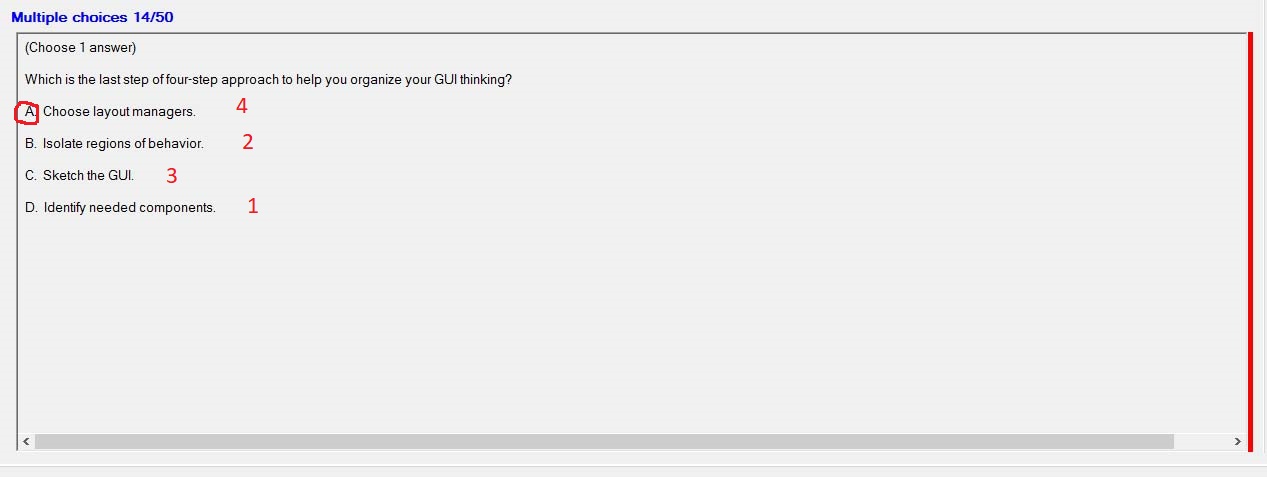 Multiple choices 14/50
(Choose 1 answer)
Which is the last step of four-step approach to help you organize your GUI thinking?
A. Choose layout managers. 4
B. Isolate regions of behavior. 2
C. Sketch the GUI. 3
D. Identify needed components. 1